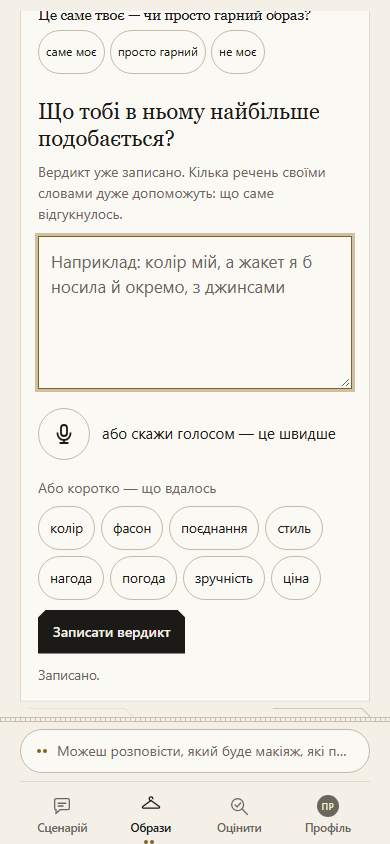 Це саме твоє — чи просто гарний образ?
саме моє
просто гарний
не моє
Що тобі в ньому найбільше
подобається?
Вердикт уже записано. Кілька речень своїми
словами дуже допоможуть: що саме
відгукнулось.
Наприклад: колір мій, а жакет я б
носила й окремо, з джинсами
або скажи голосом — це швидше
Або коротко — що вдалось
колір
фасон
поєднання
стиль
нагода
погода
зручність
ціна
Записати вердикт
Записано.
Можеш розповісти, який буде макіяж, які п...
Сценарій
Образи
Оцінити
ПР
Профіль